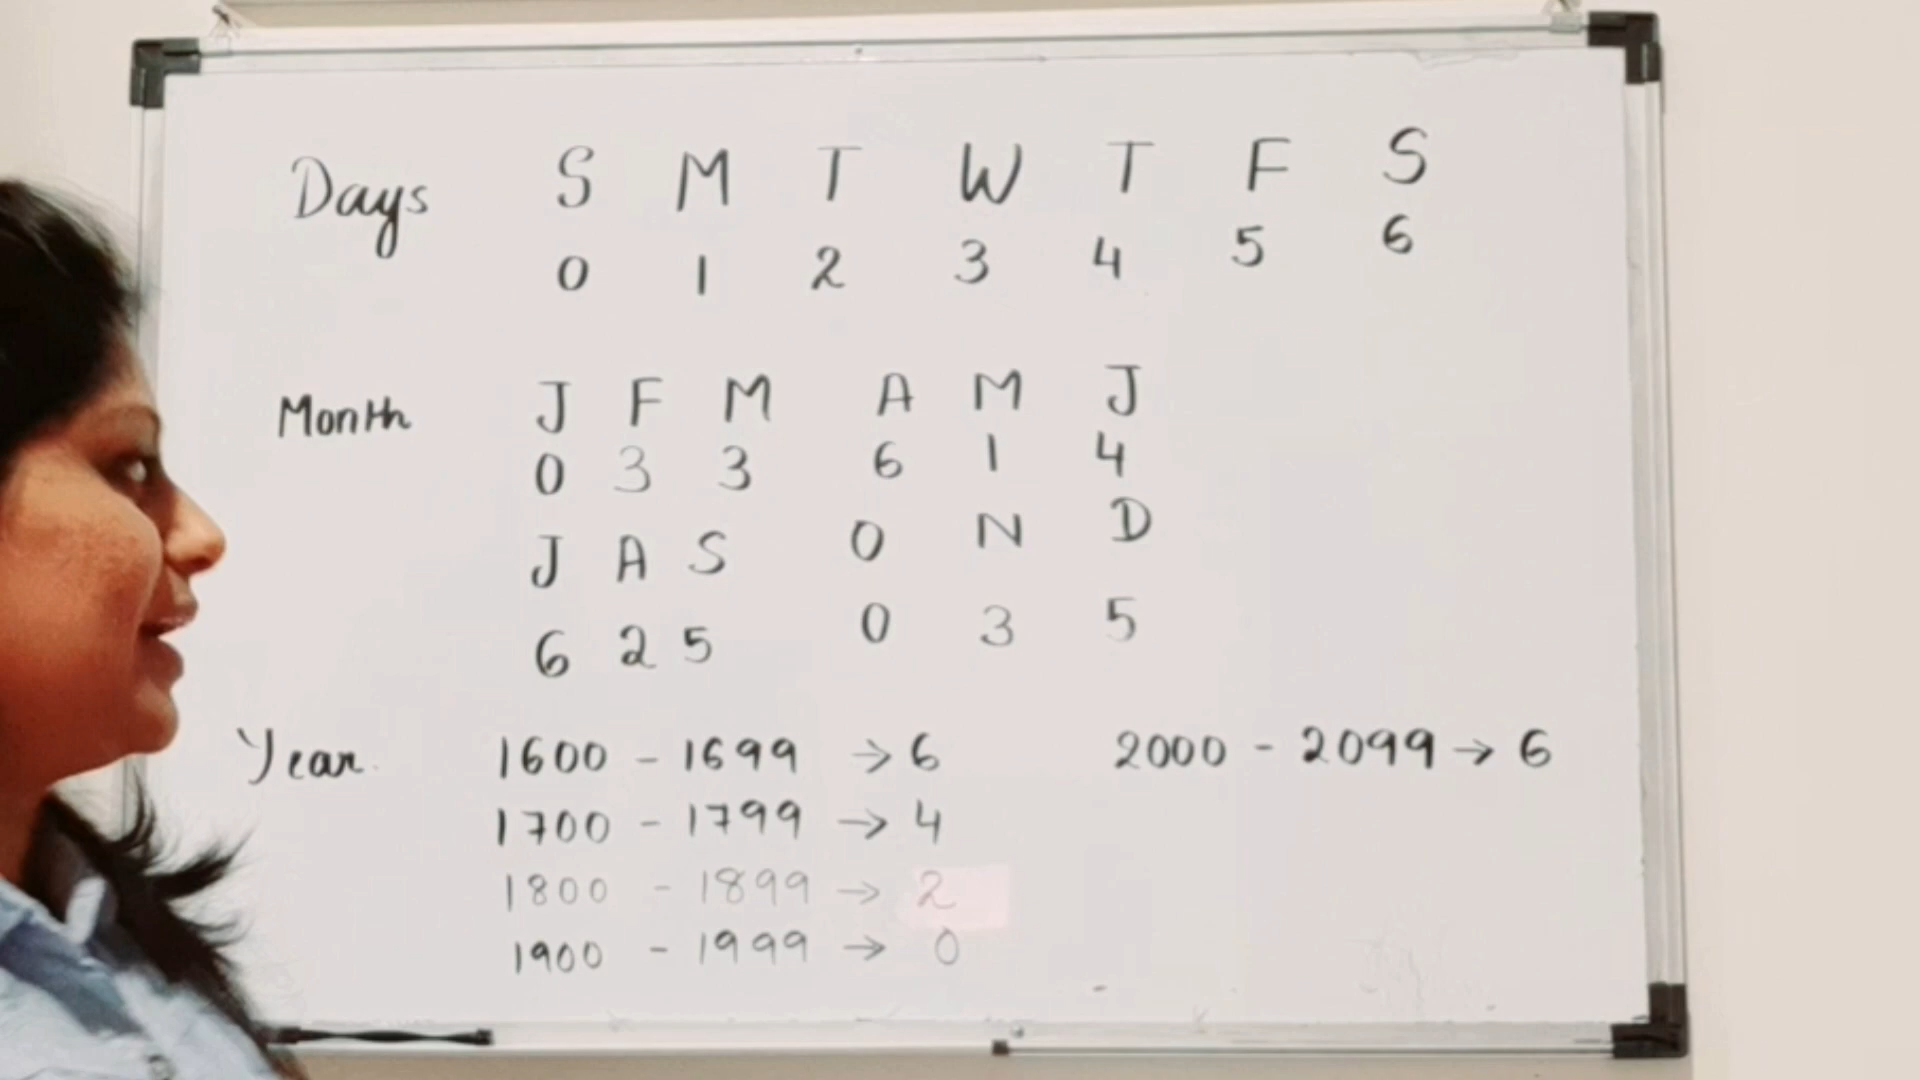 Days S M T W T F S
0 1 2 3 4 5 6
Month J F M A M J
0 3 3 6 1 4
J A S O N D
6 2 5 0 3 5
Year 1600 - 1699 → 6 2000 - 2099 → 6
1700 - 1799 → 4
1800 - 1899 → 2
1900 - 1999 → 0